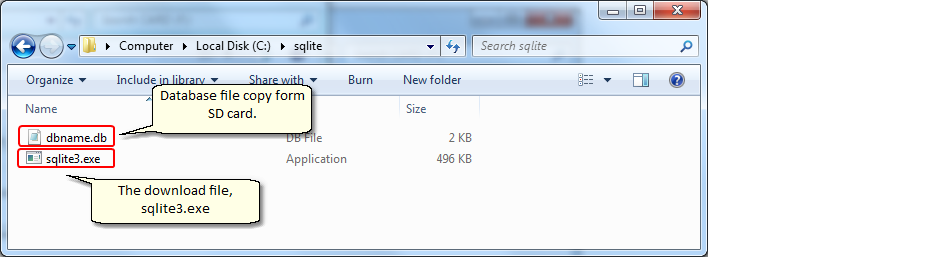 Computer ▸ Local Disk (C:) ▸ sqlite
Search sqlite
Organize
Include in library
Share with
Burn
New folder
Name
Size
Database file copy form
SD card.
dbname.db
DB File
2 KB
sqlite3.exe
Application
496 KB
The download file,
sqlite3.exe